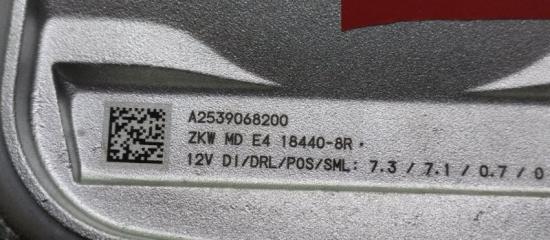 A2539068200
ZKW MD E4 18440-8R
12V DI/DRL/POS/SML: 7.3 / 7.1 / 0.7 / 0